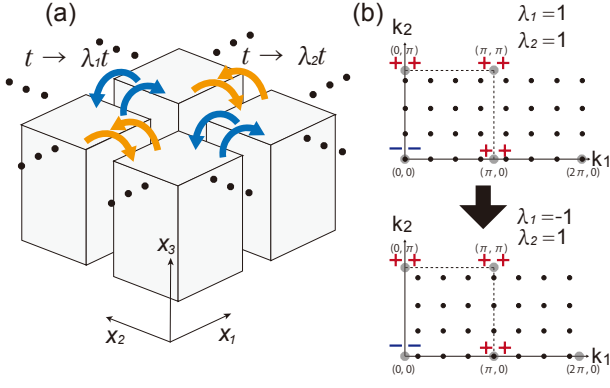 (a)
t → λ₁t
t → λ₂t
x₃
x₂
x₁
(b)
k₂
λ₁ =1
λ₂ =1
(0, π)
(π, π)
+ +
+ +
− −
+ +
k₁
(0, 0)
(π, 0)
(2π, 0)
k₂
λ₁ =-1
λ₂ =1
(0, π)
(π, π)
+ +
+ +
− −
+ +
k₁
(0, 0)
(π, 0)
(2π, 0)